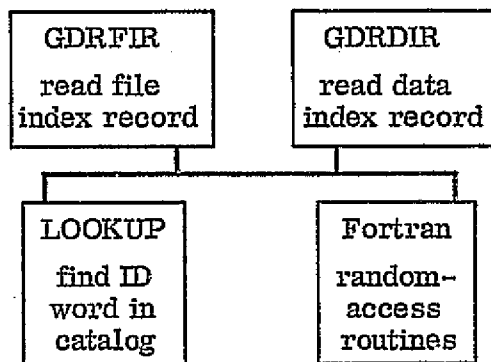 GDRFIR
read file
index record
GDRDIR
read data
index record
LOOKUP
find ID
word in
catalog
Fortran
random-
access
routines